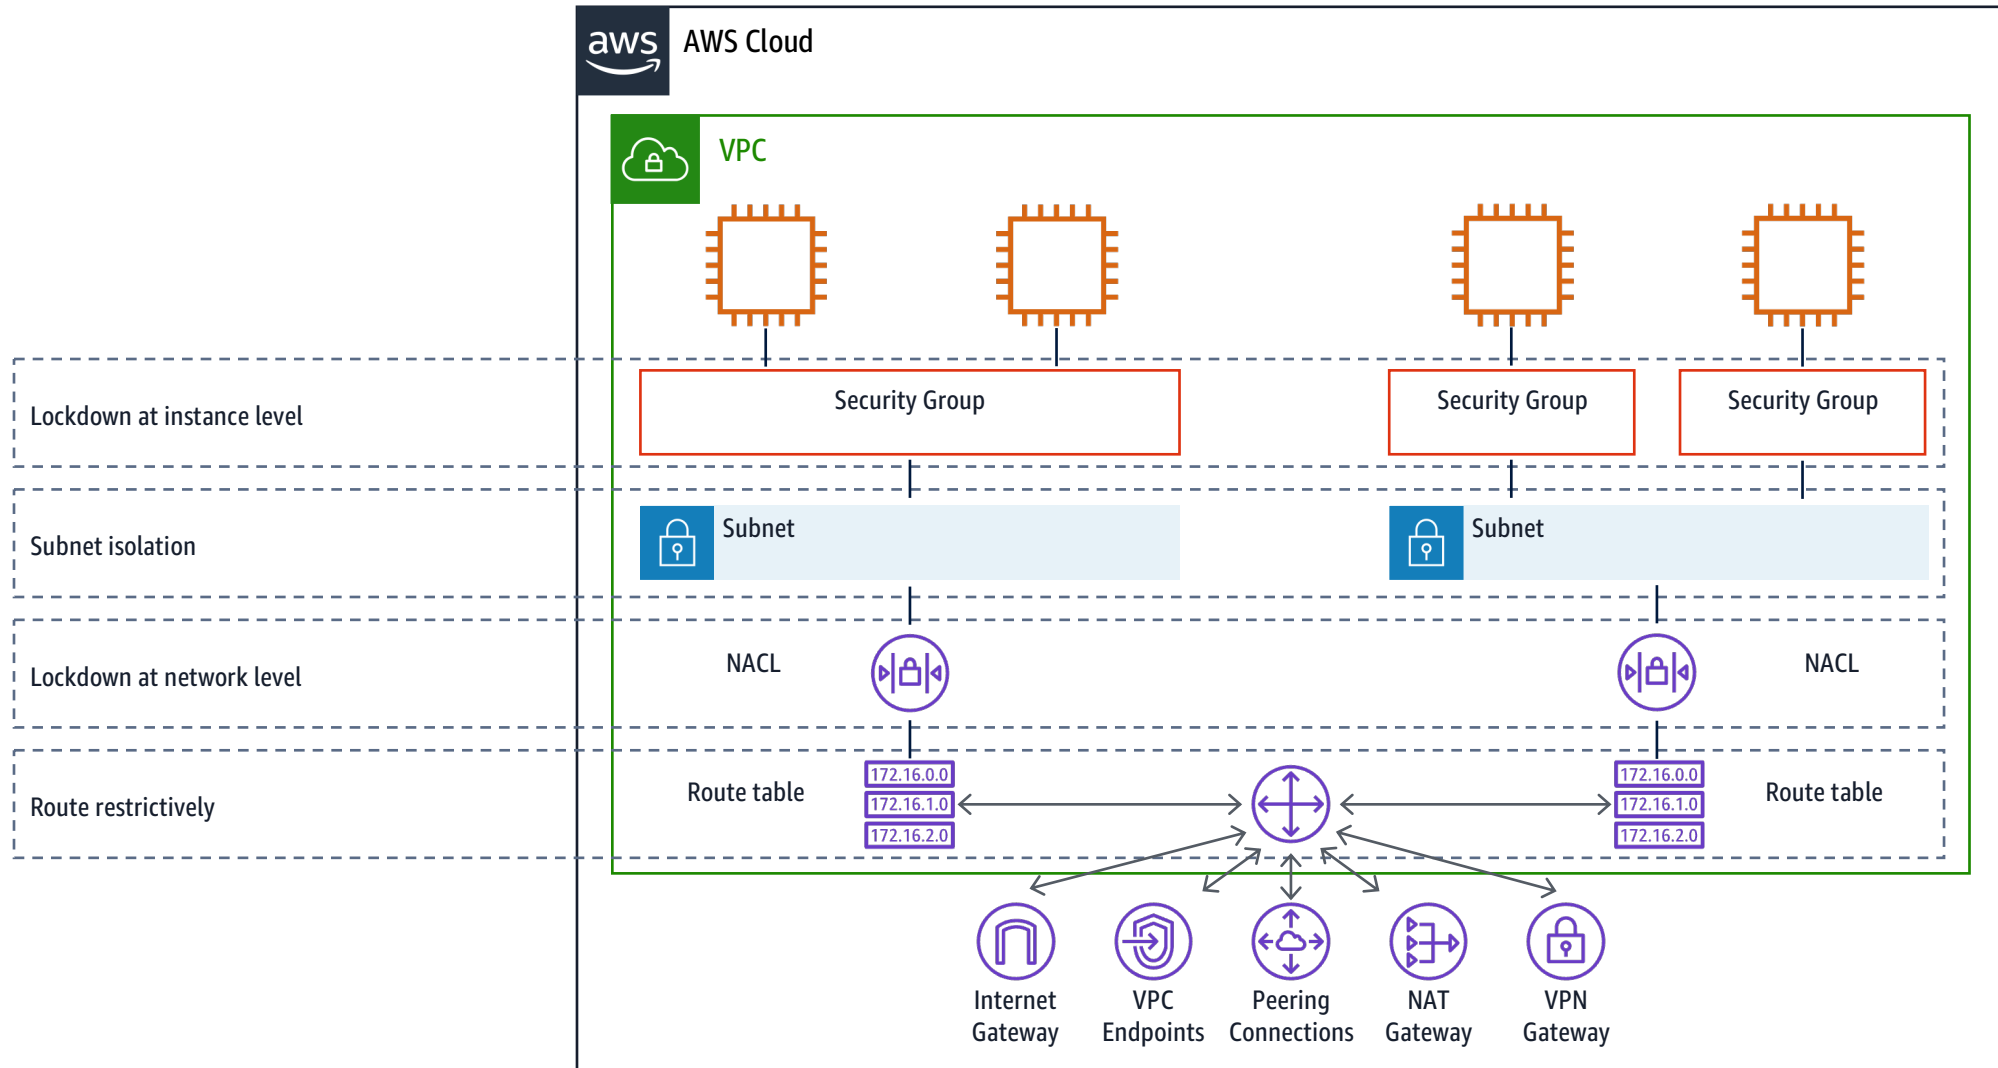 aws
AWS Cloud
VPC
Lockdown at instance level
Security Group
Security Group
Security Group
Subnet isolation
Subnet
Subnet
Lockdown at network level
NACL
NACL
Route restrictively
Route table
172.16.0.0
172.16.1.0
172.16.2.0
172.16.0.0
172.16.1.0
172.16.2.0
Route table
Internet
Gateway
VPC
Endpoints
Peering
Connections
NAT
Gateway
VPN
Gateway